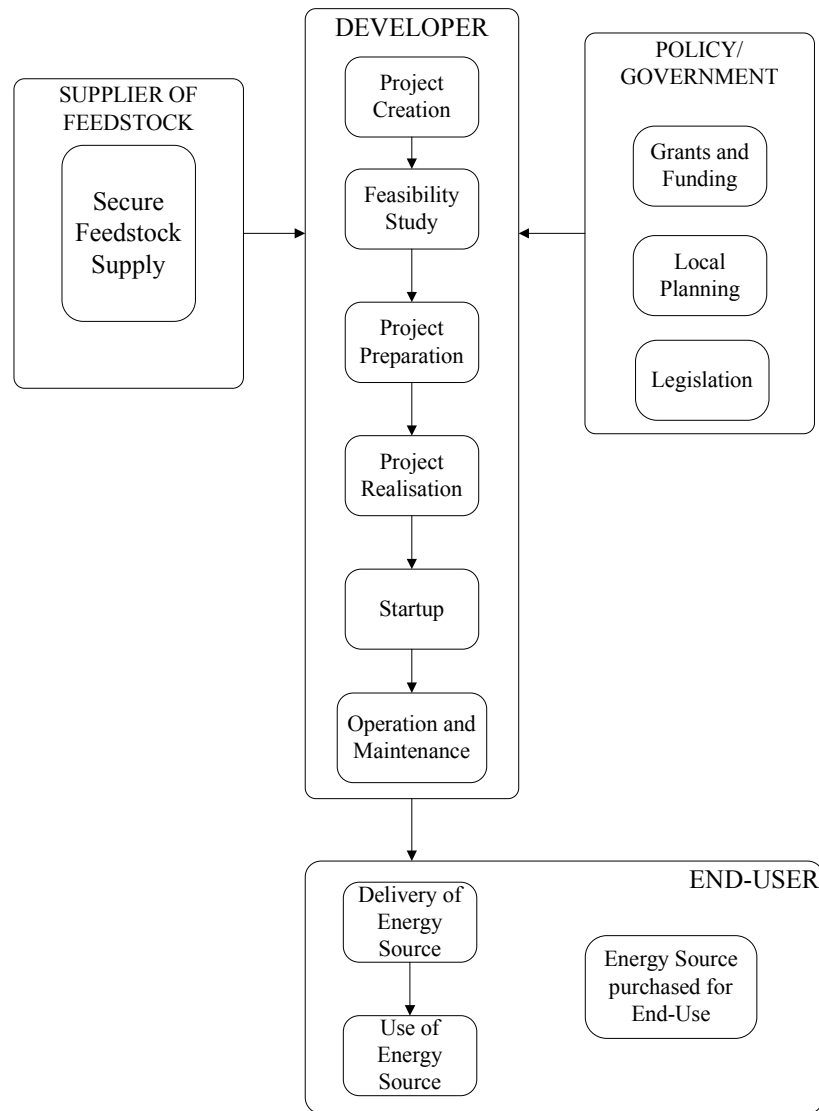 SUPPLIER OF
FEEDSTOCK
Secure
Feedstock
Supply
DEVELOPER
Project
Creation
Feasibility
Study
Project
Preparation
Project
Realisation
Startup
Operation and
Maintenance
POLICY/
GOVERNMENT
Grants and
Funding
Local
Planning
Legislation
END-USER
Delivery of
Energy
Source
Use of
Energy
Source
Energy Source
purchased for
End-Use